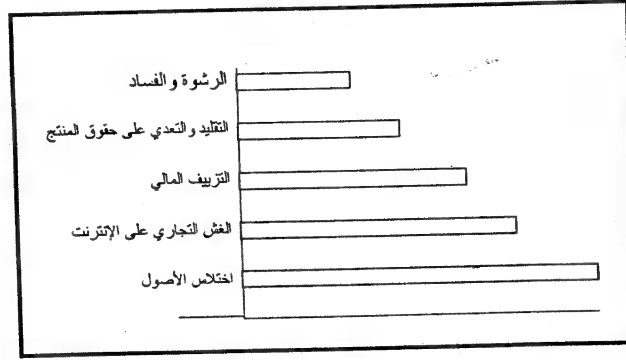 الرشوة والفساد
التقليد والتعدي على حقوق المنتج
التزييف المالي
الغش التجاري على الإنترنت
اختلاس الأصول